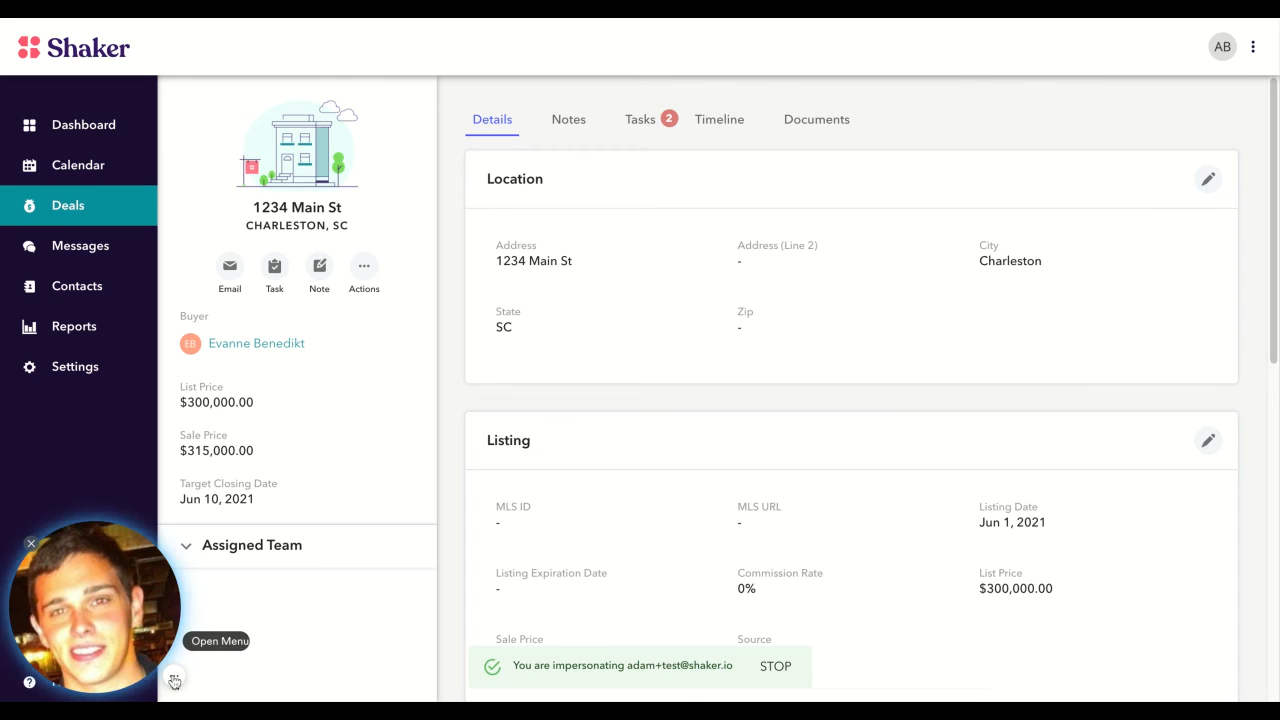 Shaker
AB
Dashboard
Calendar
Deals
Messages
Contacts
Reports
Settings
1234 Main St
CHARLESTON, SC
Email
Task
Note
Actions
Buyer
EB
Evanne Benedikt
List Price
$300,000.00
Sale Price
$315,000.00
Target Closing Date
Jun 10, 2021
Assigned Team
Open Menu
Details
Notes
Tasks 2
Timeline
Documents
Location
Address
1234 Main St
Address (Line 2)
-
City
Charleston
State
SC
Zip
-
Listing
MLS ID
-
MLS URL
-
Listing Date
Jun 1, 2021
Listing Expiration Date
-
Commission Rate
0%
List Price
$300,000.00
Sale Price
Source
You are impersonating adam+test@shaker.io
STOP